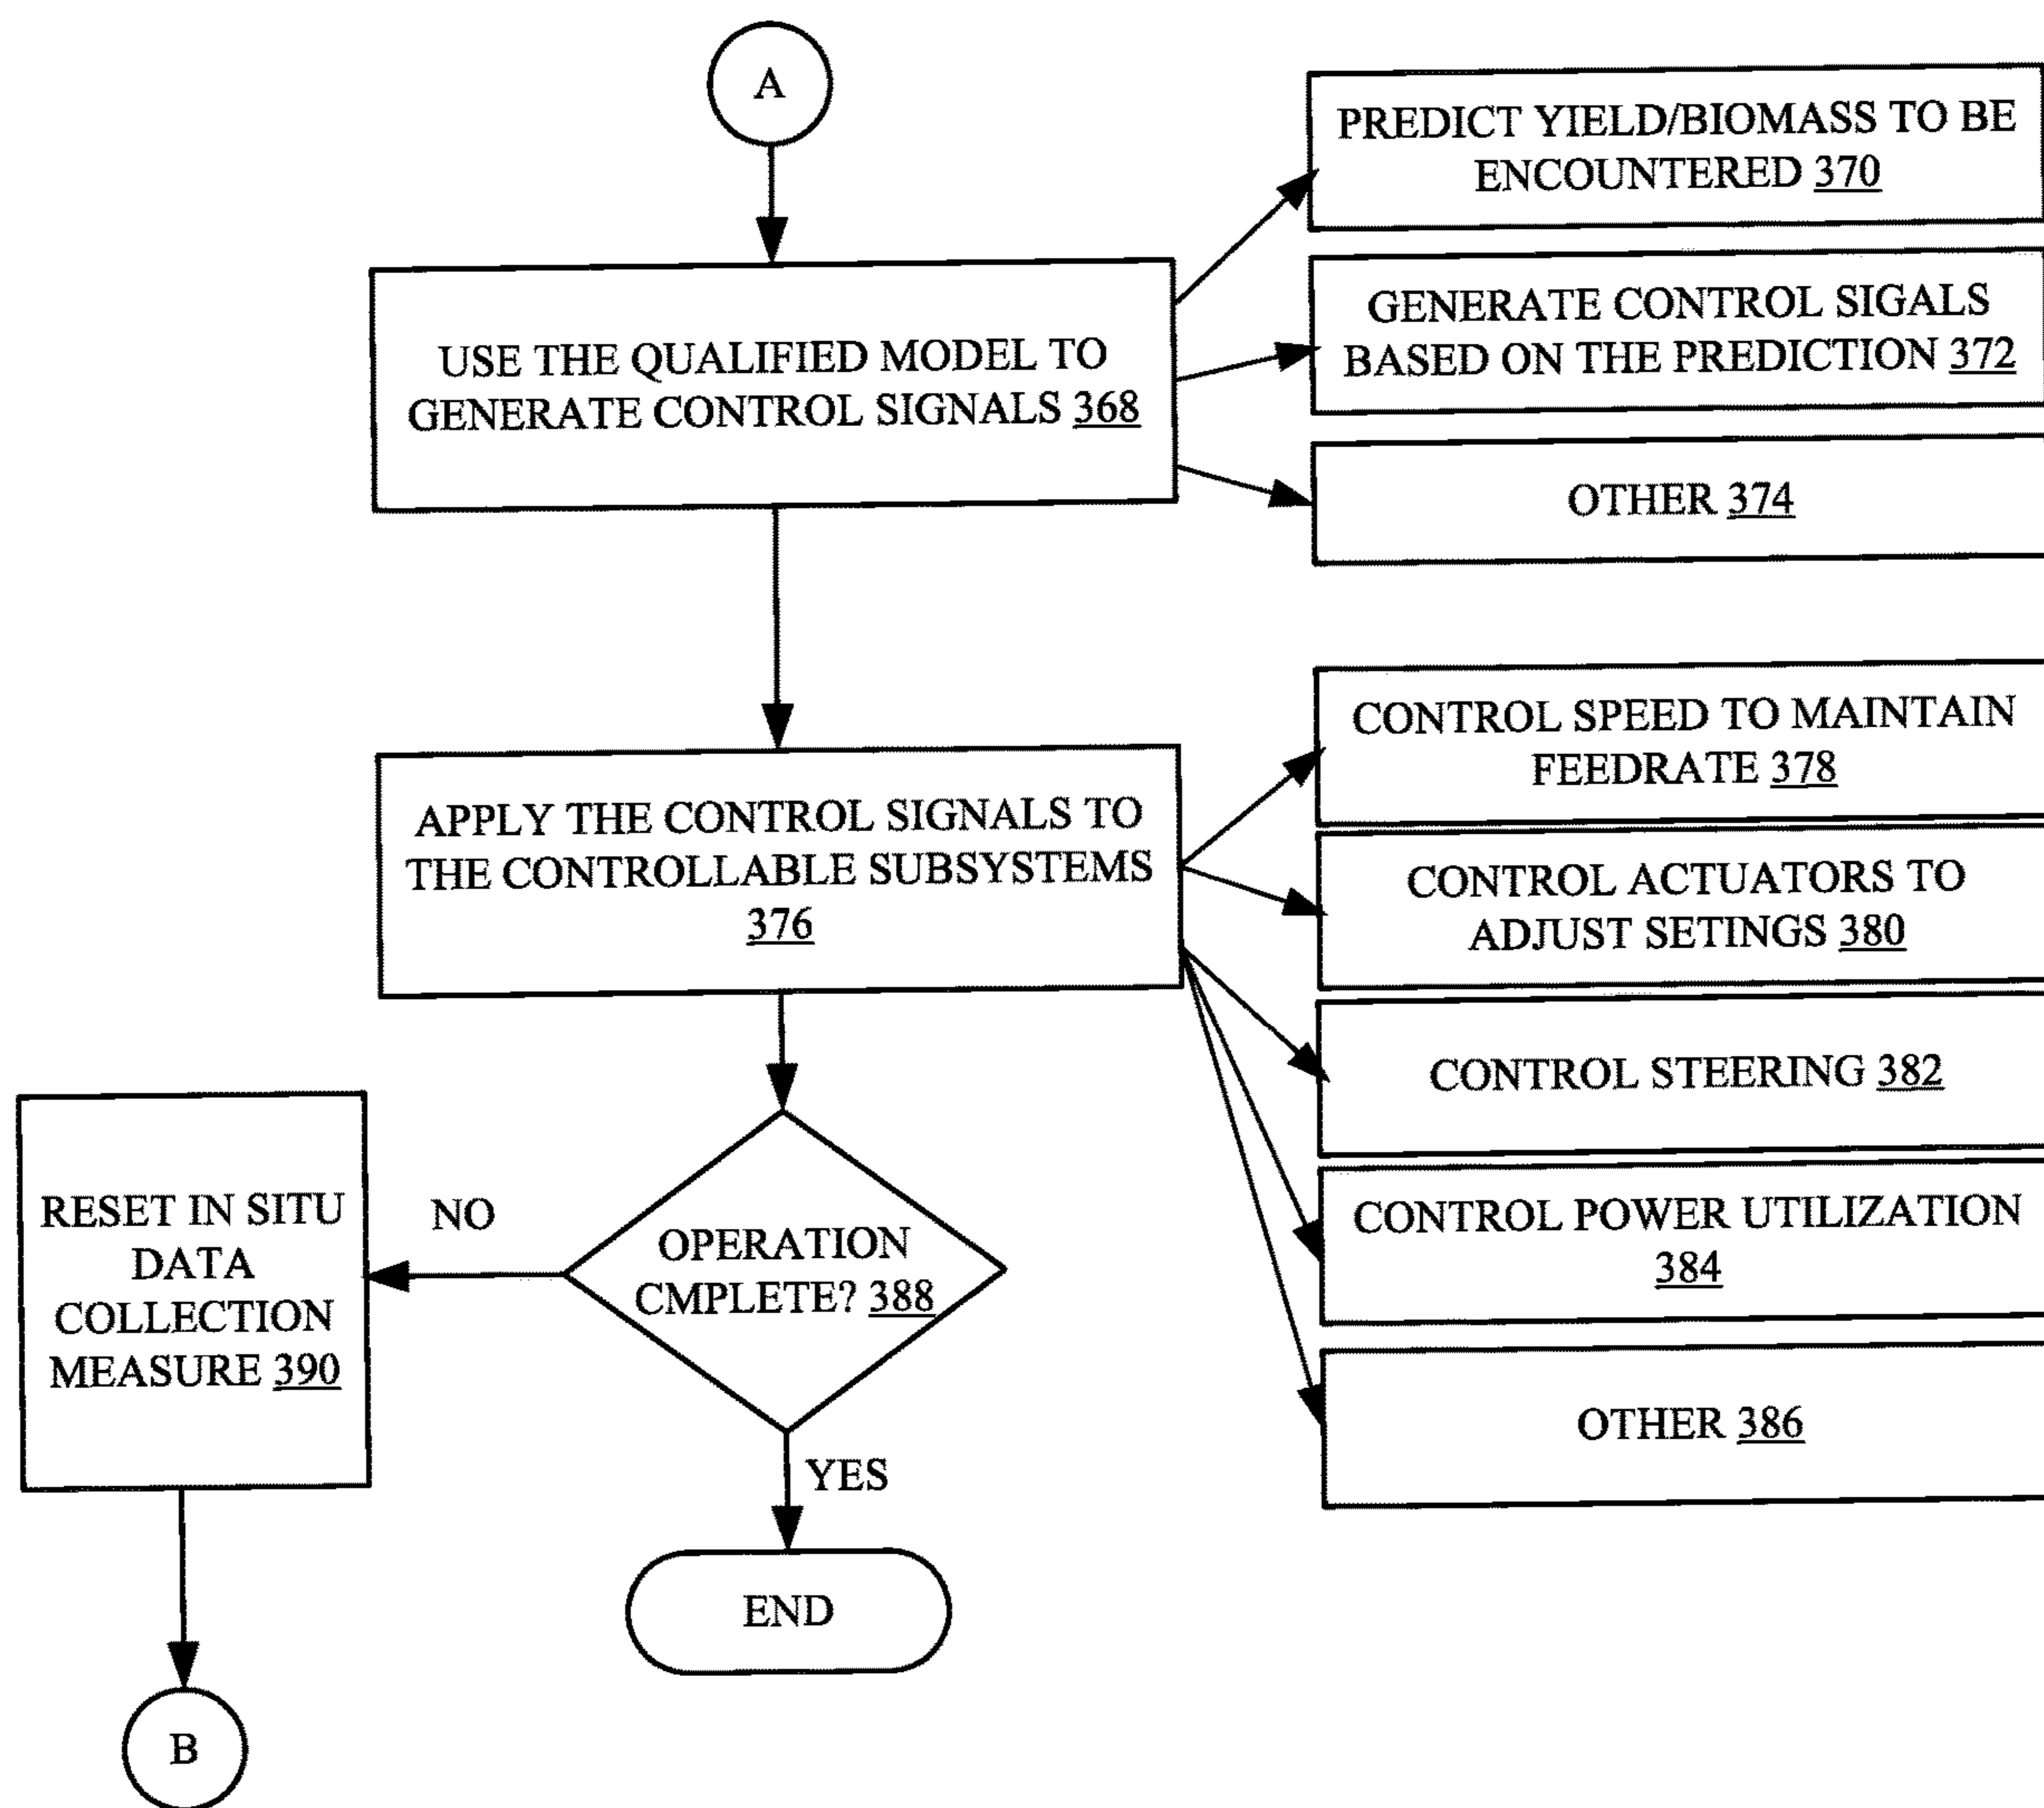 A
PREDICT YIELD/BIOMASS TO BE
ENCOUNTERED 370
GENERATE CONTROL SIGALS
BASED ON THE PREDICTION 372
OTHER 374
USE THE QUALIFIED MODEL TO
GENERATE CONTROL SIGNALS 368
CONTROL SPEED TO MAINTAIN
FEEDRATE 378
CONTROL ACTUATORS TO
ADJUST SETINGS 380
CONTROL STEERING 382
CONTROL POWER UTILIZATION
384
OTHER 386
APPLY THE CONTROL SIGNALS TO
THE CONTROLLABLE SUBSYSTEMS
376
OPERATION
CMPLETE? 388
NO
RESET IN SITU
DATA
COLLECTION
MEASURE 390
YES
END
B